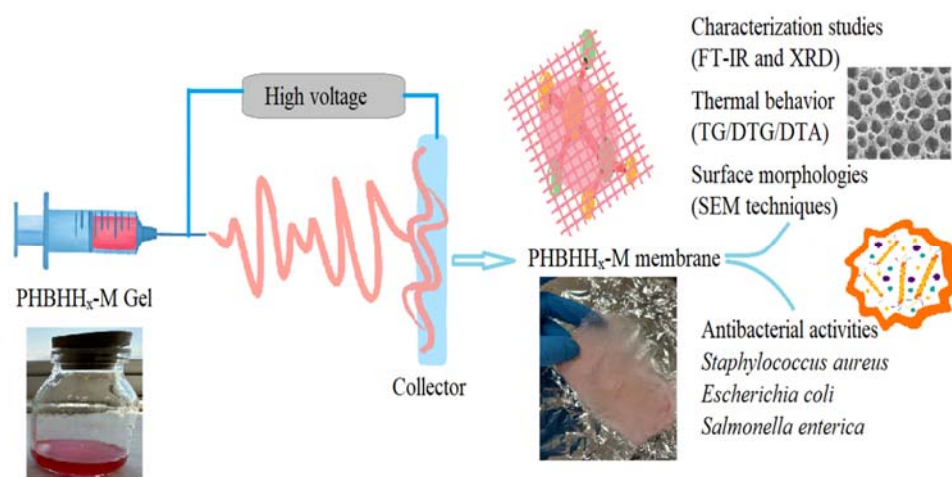 High voltage
PHBHHx-M Gel
Collector
PHBHHx-M membrane
Characterization studies
(FT-IR and XRD)
Thermal behavior
(TG/DTG/DTA)
Surface morphologies
(SEM techniques)
Antibacterial activities
Staphylococcus aureus
Escherichia coli
Salmonella enterica